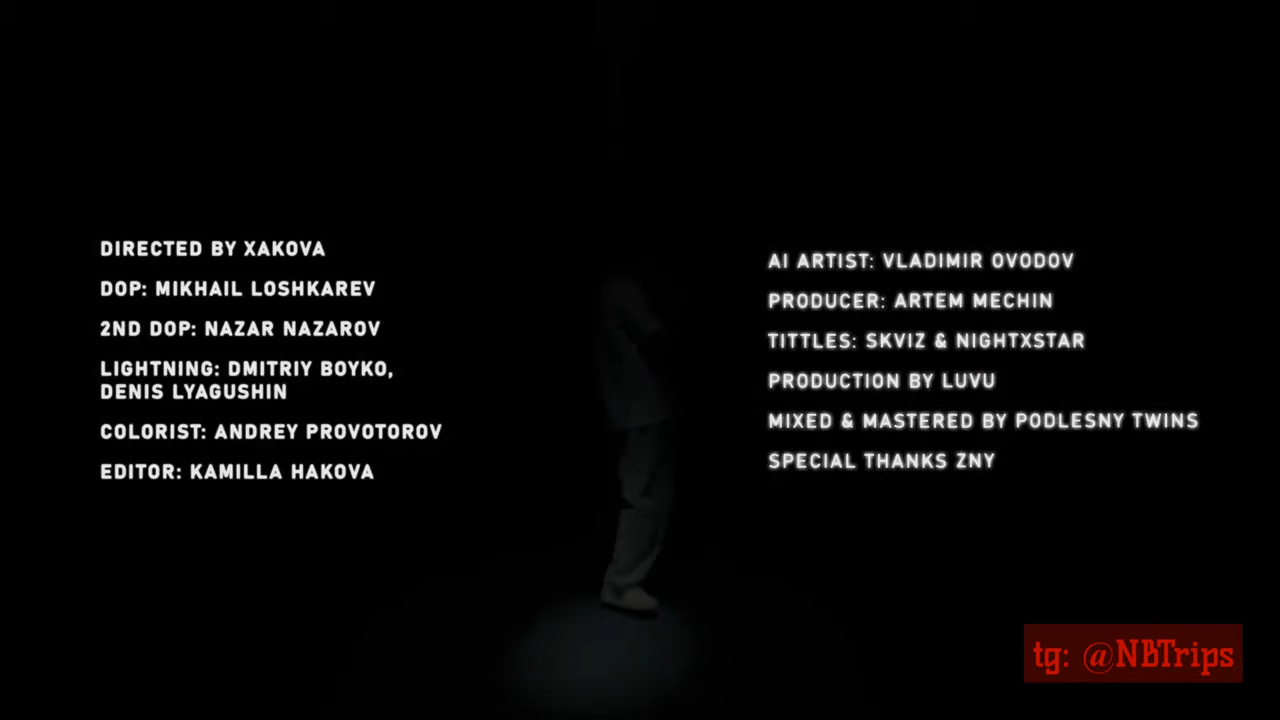 DIRECTED BY XAKOVA
DOP: MIKHAIL LOSHKAREV
2ND DOP: NAZAR NAZAROV
LIGHTNING: DMITRIY BOYKO,
DENIS LYAGUSHIN
COLORIST: ANDREY PROVOTOROV
EDITOR: KAMILLA HAKOVA
AI ARTIST: VLADIMIR OVODOV
PRODUCER: ARTEM MECHIN
TITTLES: SKVIZ & NIGHTXSTAR
PRODUCTION BY LUVU
MIXED & MASTERED BY PODLESNY TWINS
SPECIAL THANKS ZNY
tg: @NBTrips